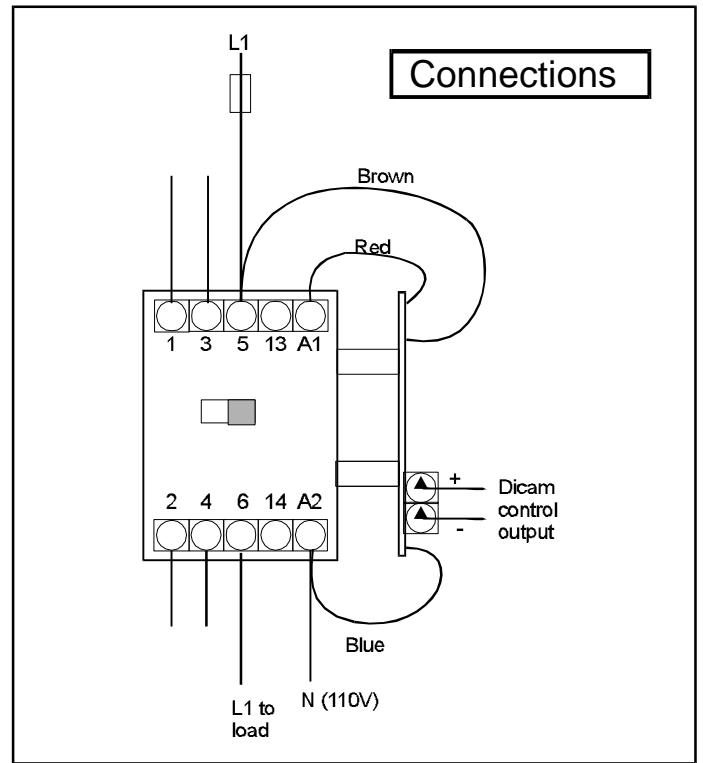 L1
Connections
Brown
Red
1 3 5 13 A1
2 4 6 14 A2
+
-
Dicam
control
output
Blue
L1 to
load
N (110V)